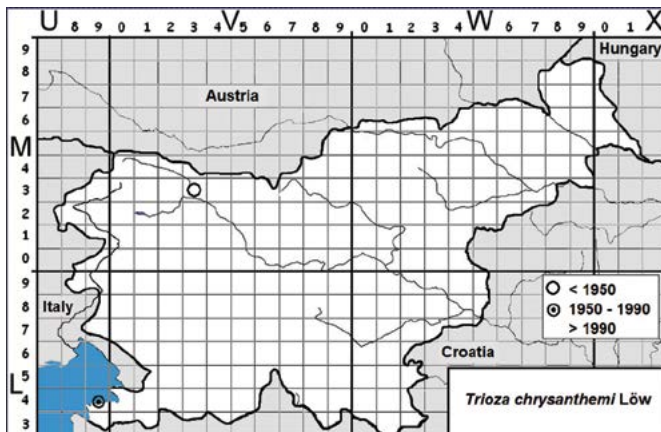 U 8 9 0 1 2 3 V 5 6 7 8 9 0 1 2 3 W 6 7 8 9 0 1 X
9
Hungary
8
7
Austria
6
M
4
3
2
1
0
9
< 1950
8
Italy
1950 - 1990
7
> 1990
6
Croatia
5
L
4
Trioza chrysanthemi Löw
3